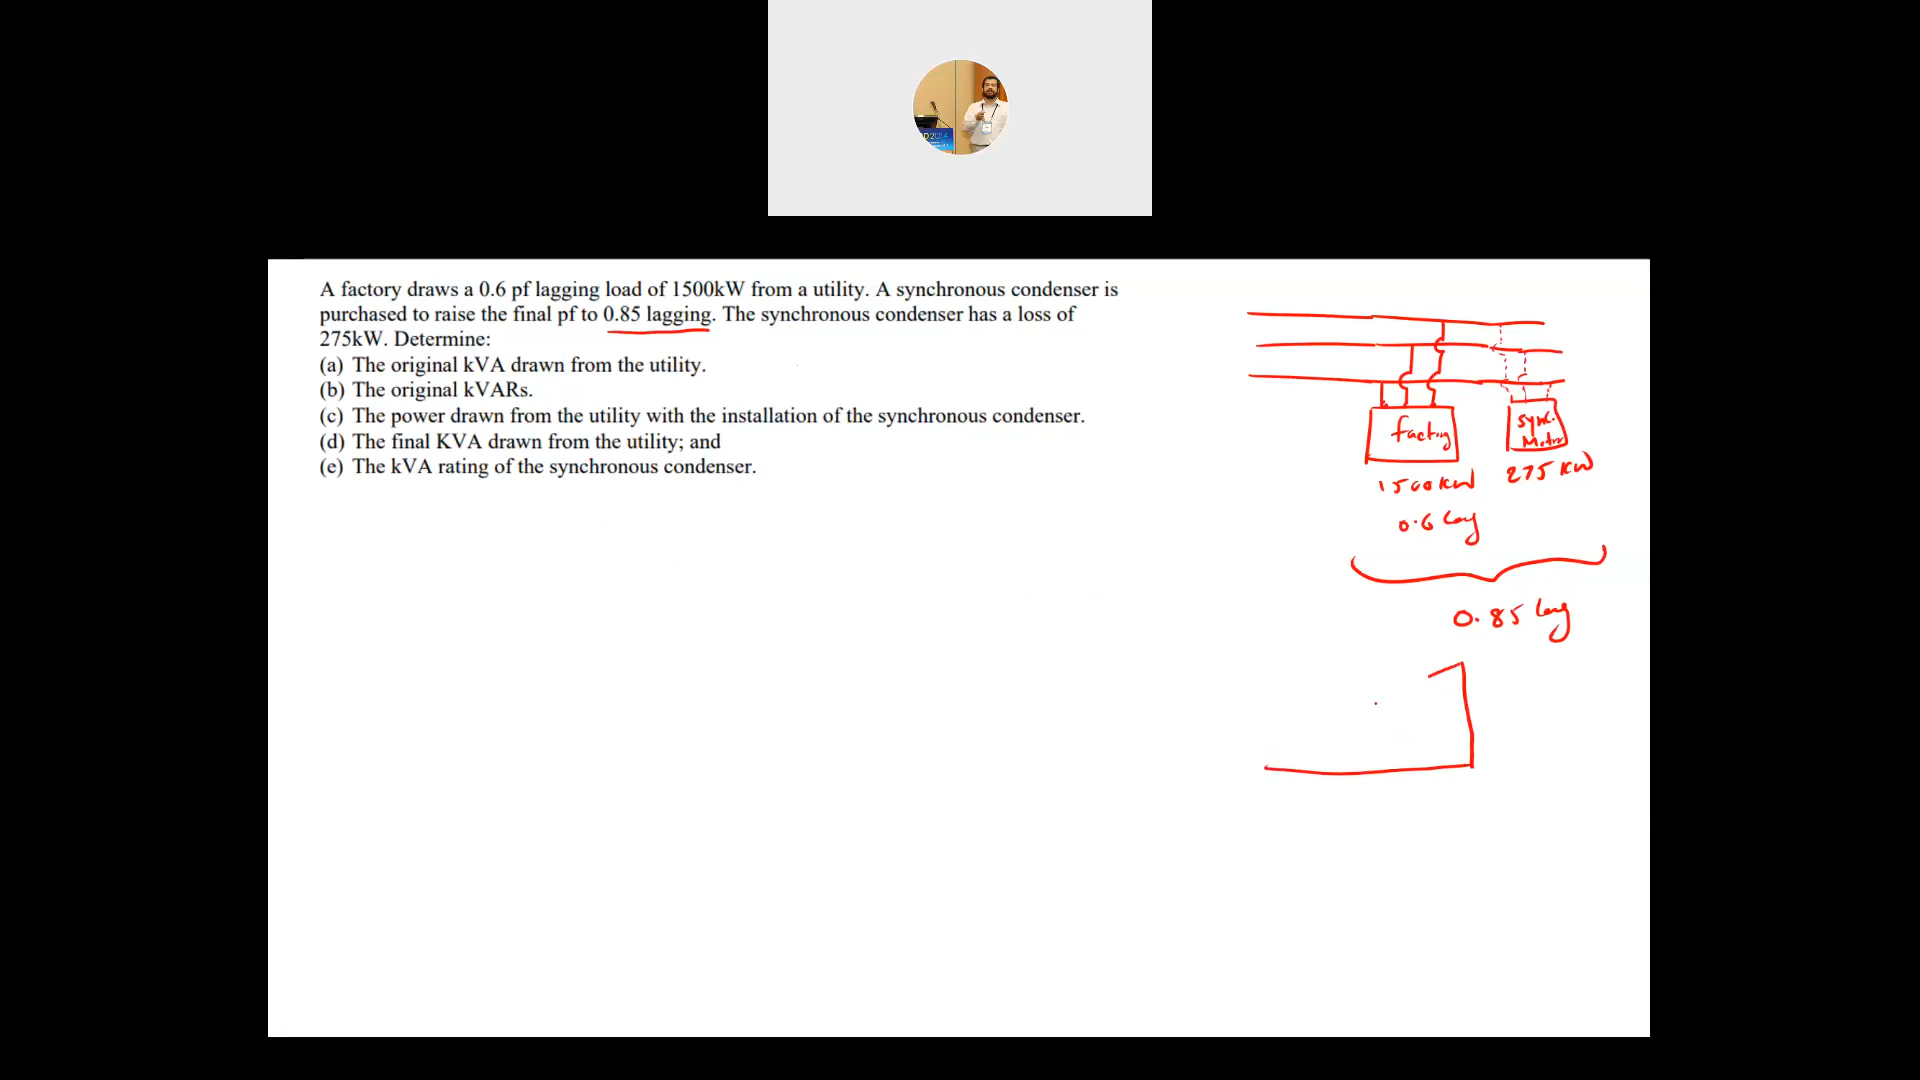 D2014
A factory draws a 0.6 pf lagging load of 1500kW from a utility. A synchronous condenser is
purchased to raise the final pf to 0.85 lagging. The synchronous condenser has a loss of
275kW. Determine:
(a) The original kVA drawn from the utility.
(b) The original kVARs.
(c) The power drawn from the utility with the installation of the synchronous condenser.
(d) The final KVA drawn from the utility; and
(e) The kVA rating of the synchronous condenser.
factory
sync.
Motor
1500kW
275 kW
0.6 lag
0.85 lag